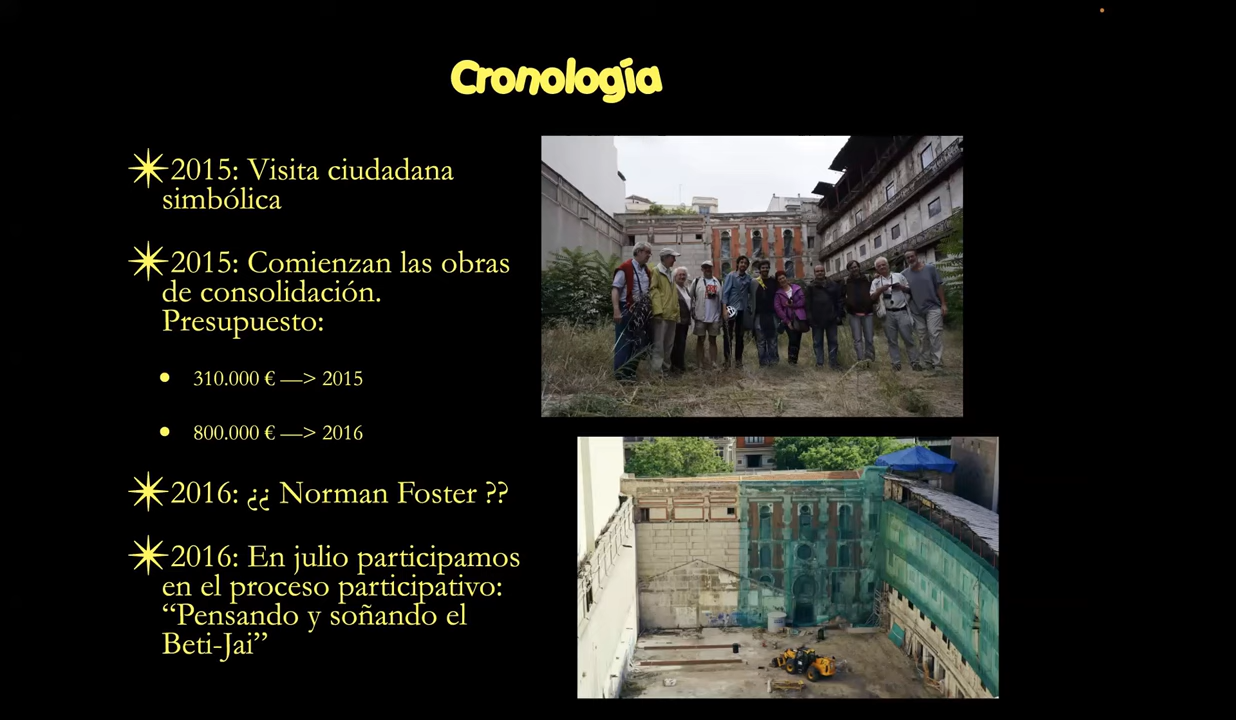 Cronología
2015: Visita ciudadana
simbólica
2015: Comienzan las obras
de consolidación.
Presupuesto:
310.000 € —> 2015
800.000 € —> 2016
2016: ¿¿ Norman Foster ??
2016: En julio participamos
en el proceso participativo:
“Pensando y soñando el
Beti-Jai”